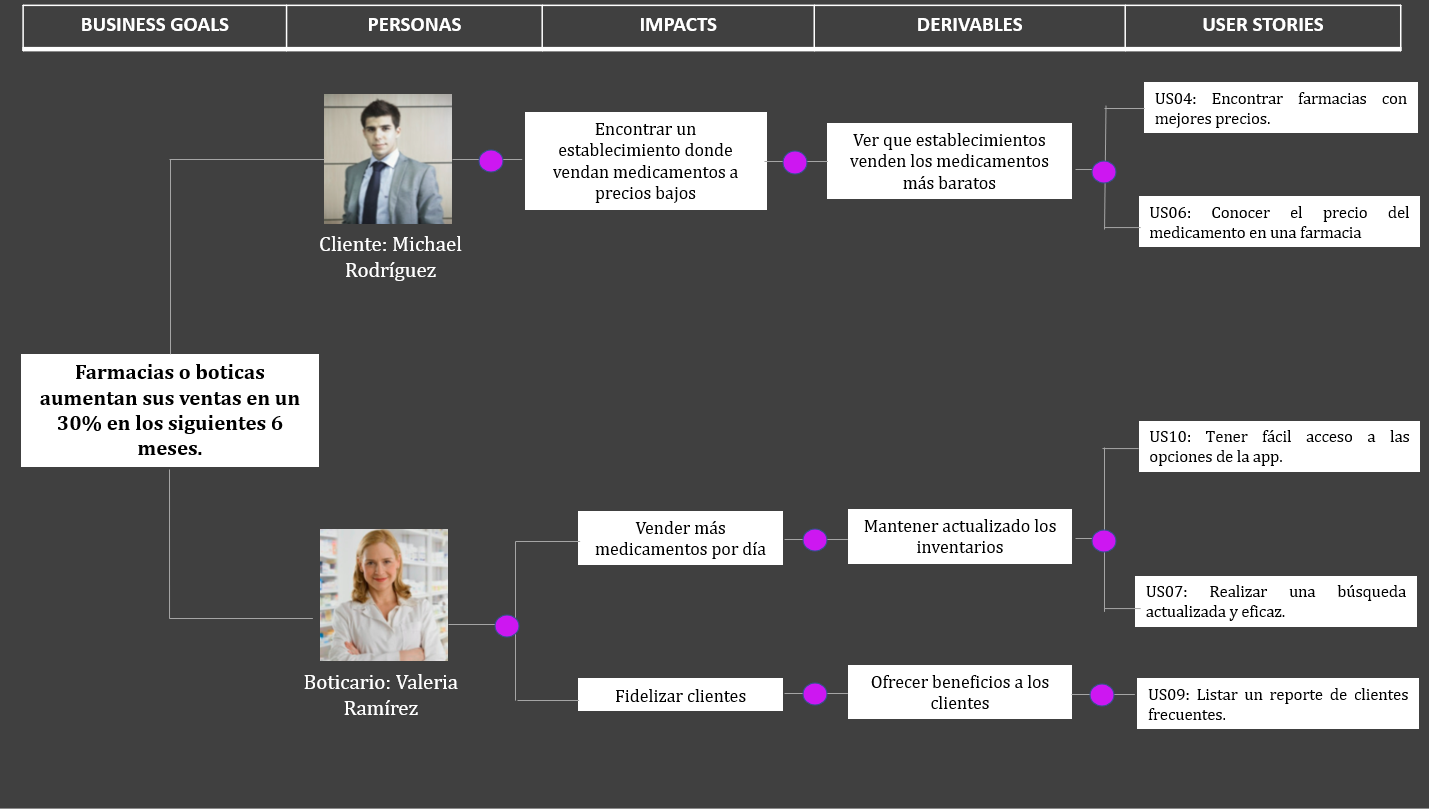 BUSINESS GOALS
PERSONAS
IMPACTS
DERIVABLES
USER STORIES
Farmacias o boticas
aumentan sus ventas en un
30% en los siguientes 6
meses.
Cliente: Michael
Rodríguez
Encontrar un
establecimiento donde
vendan medicamentos a
precios bajos
Ver que establecimientos
venden los medicamentos
más baratos
US04: Encontrar farmacias con
mejores precios.
US06: Conocer el precio del
medicamento en una farmacia
Boticario: Valeria
Ramírez
Vender más
medicamentos por día
Mantener actualizado los
inventarios
US10: Tener fácil acceso a las
opciones de la app.
US07: Realizar una búsqueda
actualizada y eficaz.
Fidelizar clientes
Ofrecer beneficios a los
clientes
US09: Listar un reporte de clientes
frecuentes.